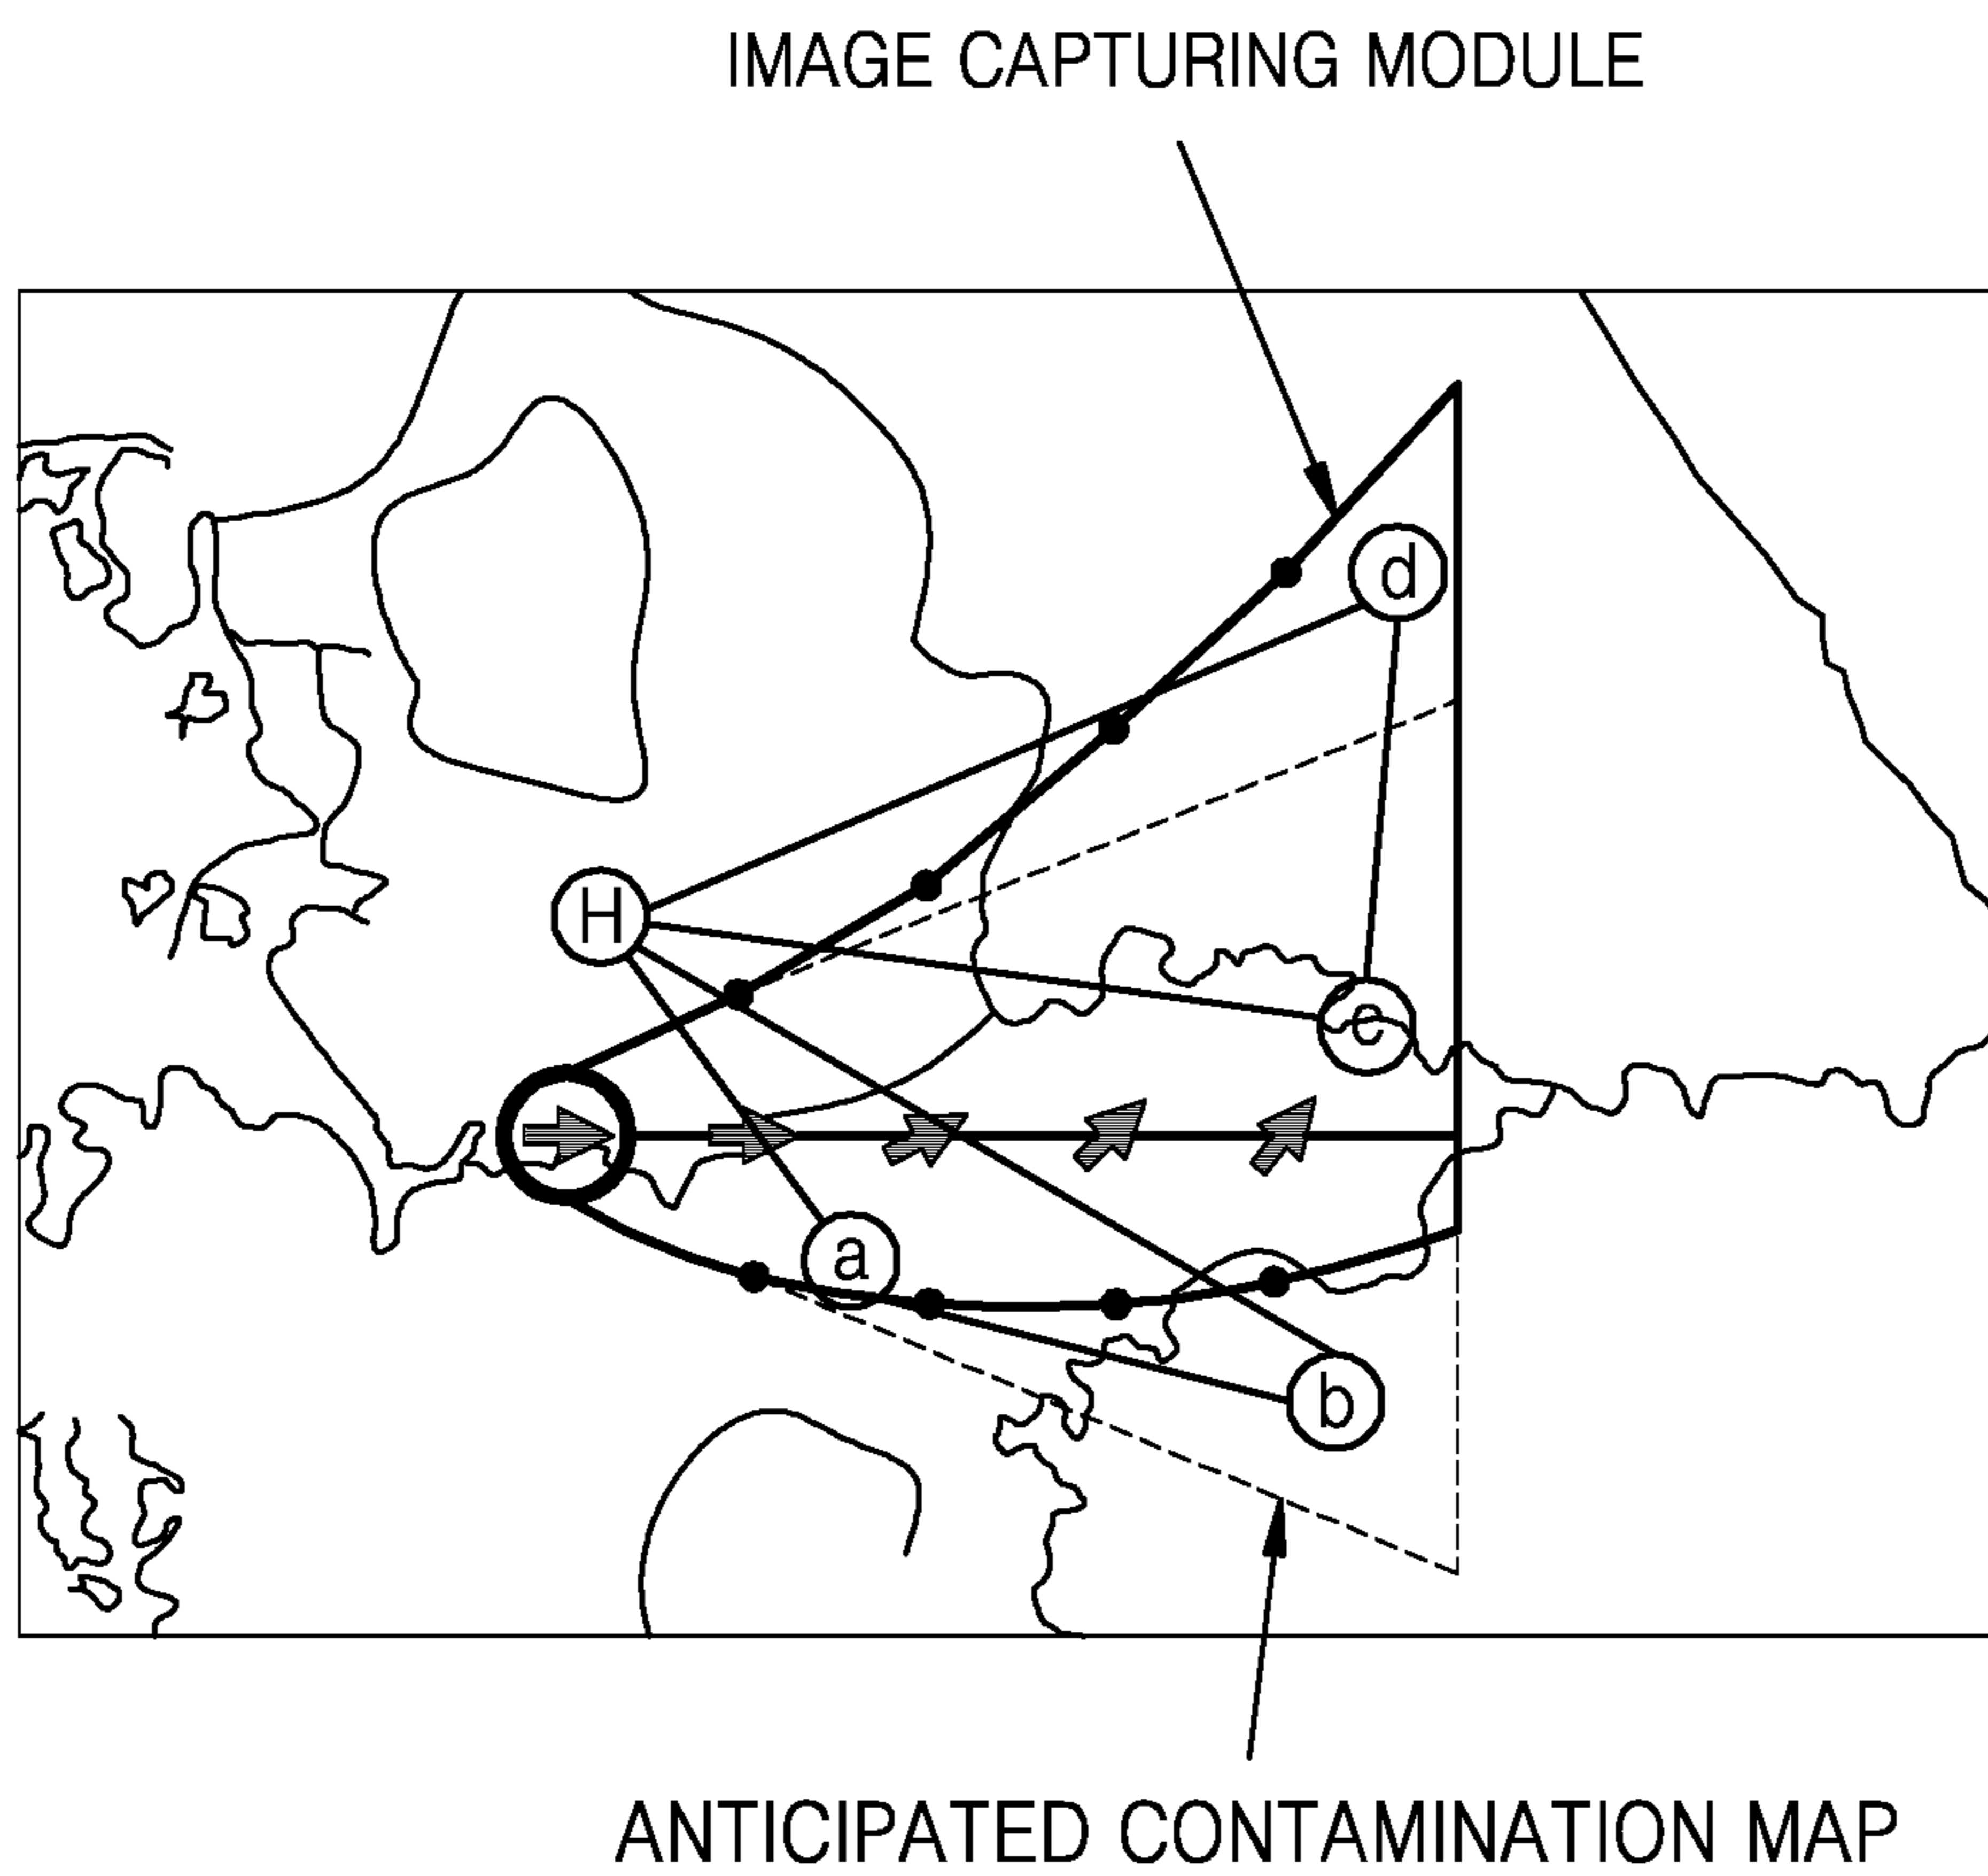 IMAGE CAPTURING MODULE
d
H
e
a
b
ANTICIPATED CONTAMINATION MAP